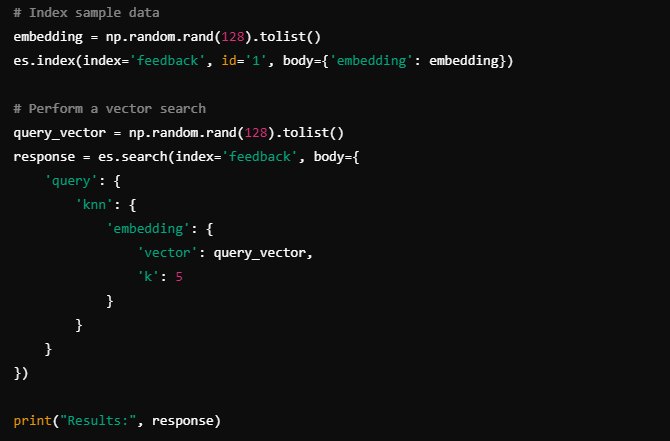 # Index sample data
embedding = np.random.rand(128).tolist()
es.index(index='feedback', id='1', body={'embedding': embedding})

# Perform a vector search
query_vector = np.random.rand(128).tolist()
response = es.search(index='feedback', body={
    'query': {
        'knn': {
            'embedding': {
                'vector': query_vector,
                'k': 5
            }
        }
    }
})

print("Results:", response)